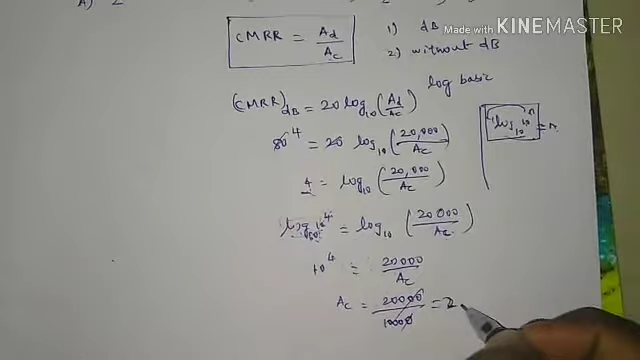 A) 2
Made with KINEMASTER
CMRR = Ad/Ac
1) dB
2) without dB
log basic
(CMRR)dB = 20 log10 (Ad/Ac)
log10 10^n = n
80 4 = 20 log10 (20,000/Ac)
4 = log10 (20,000/Ac)
log10 10^4 = log10 (20000/Ac)
10^4 = 20000/Ac
Ac = 20000/10000 = 2